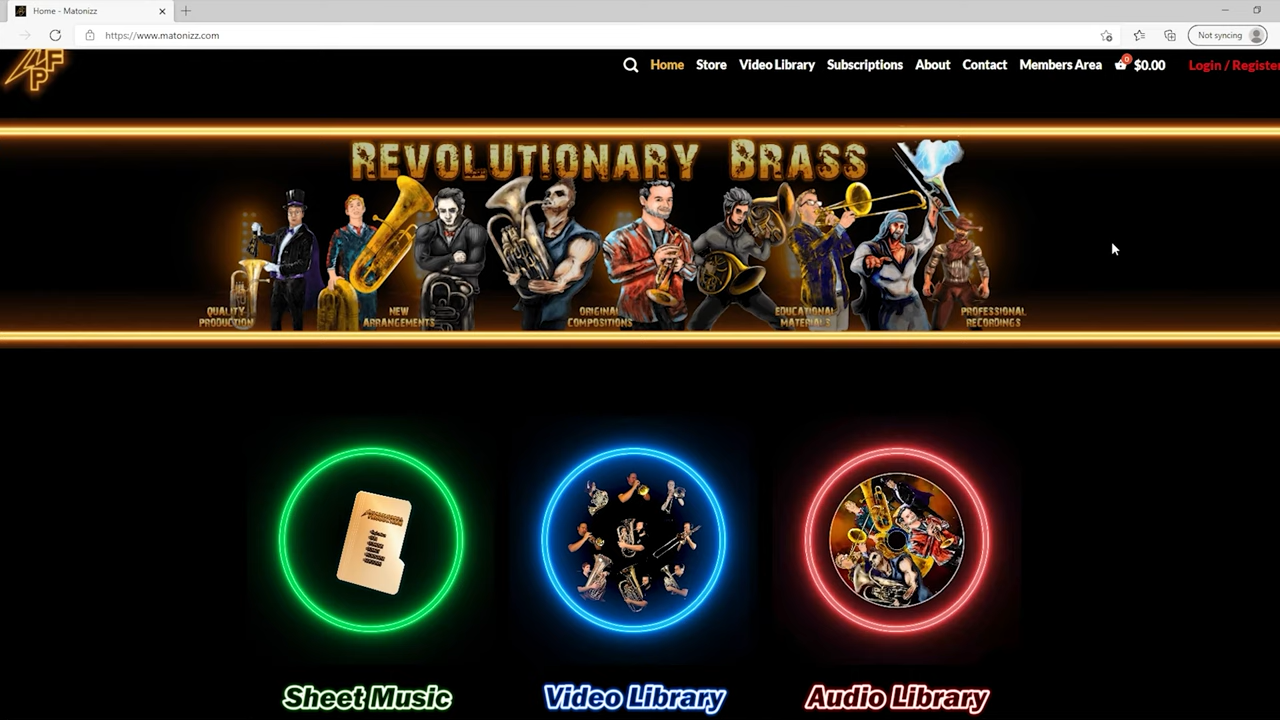 Home - Matonizz
https://www.matonizz.com
Not syncing
AFP
Home Store Video Library Subscriptions About Contact Members Area 0 $0.00 Login / Register
REVOLUTIONARY BRASS
QUALITY
PRODUCTION
NEW
ARRANGEMENTS
ORIGINAL
COMPOSITIONS
EDUCATIONAL
MATERIALS
PROFESSIONAL
RECORDINGS
Sheet Music
Video Library
Audio Library